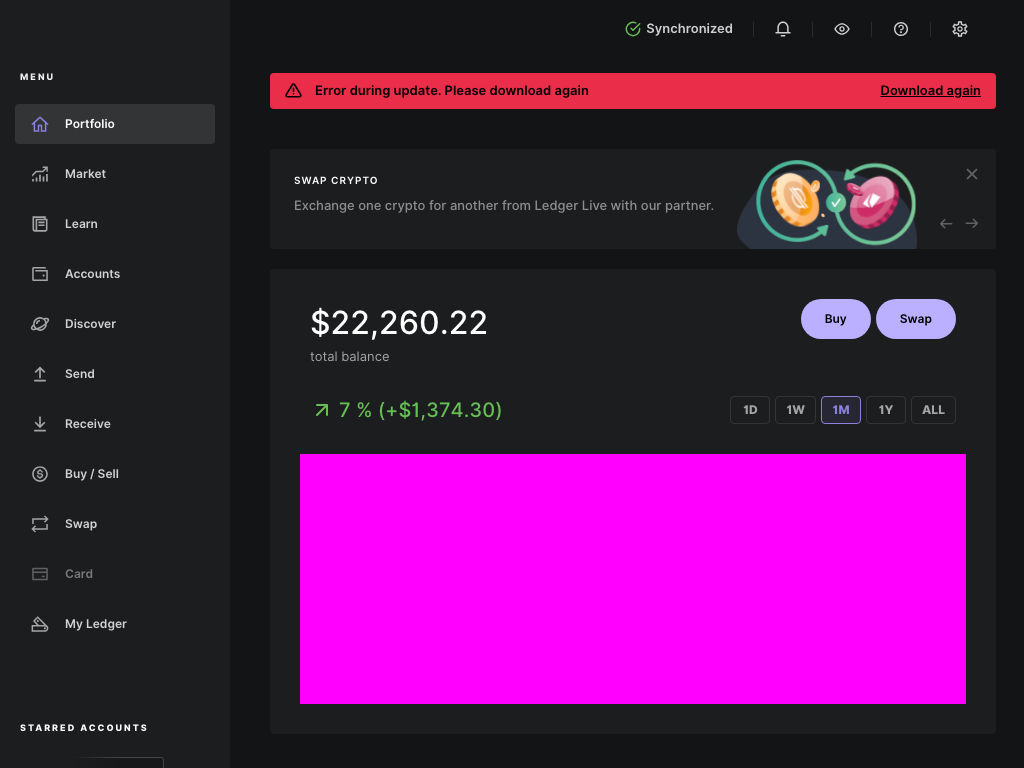 Synchronized
MENU
Portfolio
Market
Learn
Accounts
Discover
Send
Receive
Buy / Sell
Swap
Card
My Ledger
STARRED ACCOUNTS
Error during update. Please download again
Download again
SWAP CRYPTO
Exchange one crypto for another from Ledger Live with our partner.
$22,260.22
total balance
Buy
Swap
7 % (+$1,374.30)
1D
1W
1M
1Y
ALL